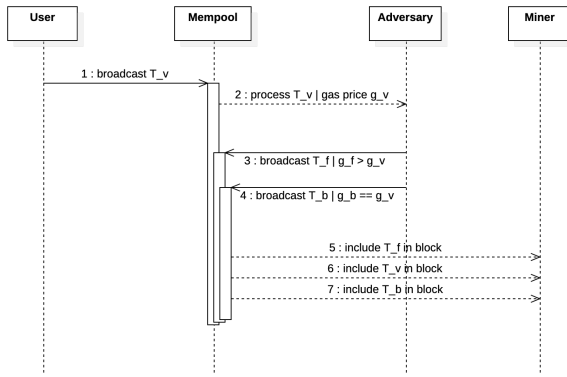 User Mempool Adversary Miner
1 : broadcast T_v
2 : process T_v | gas price g_v
3 : broadcast T_f | g_f > g_v
4 : broadcast T_b | g_b == g_v
5 : include T_f in block
6 : include T_v in block
7 : include T_b in block